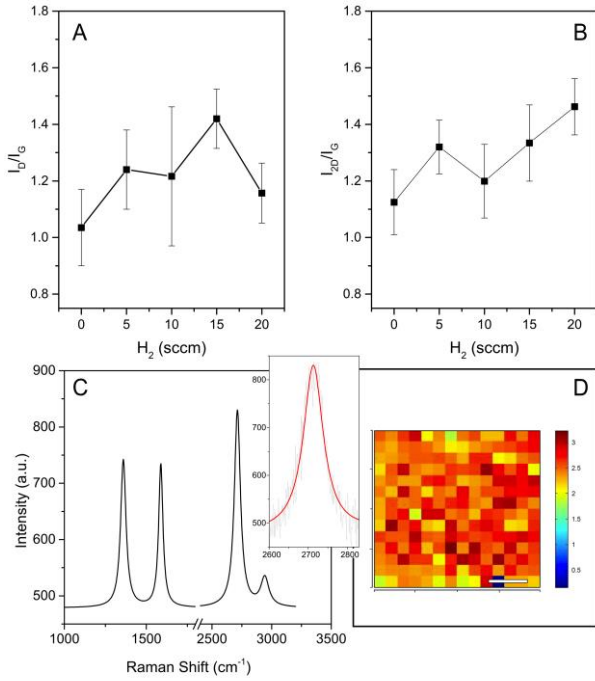 A
1.8
1.6
1.4
1.2
1.0
0.8
I_D/I_G
0 5 10 15 20
H_2 (sccm)
B
1.8
1.6
1.4
1.2
1.0
0.8
I_2D/I_G
0 5 10 15 20
H_2 (sccm)
C
900
800
700
600
500
Intensity (a.u.)
1000 1500 2500 3000 3500
Raman Shift (cm^-1)
800
700
600
500
2600 2700 2800
D
3
2.5
2
1.5
1
0.5